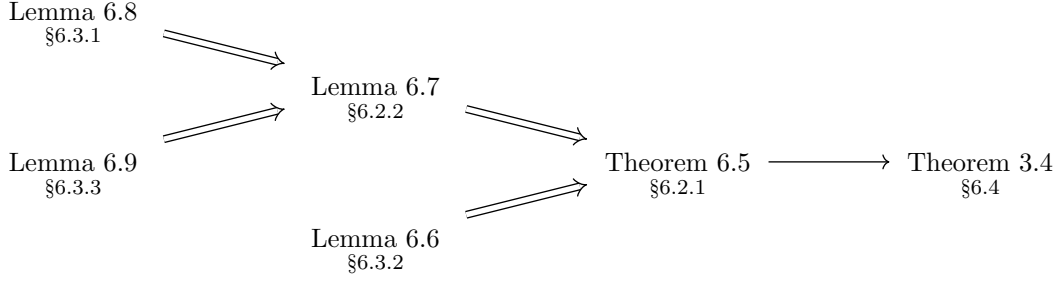 Lemma 6.8
§6.3.1
Lemma 6.7
§6.2.2
Lemma 6.9
§6.3.3
Theorem 6.5
§6.2.1
Theorem 3.4
§6.4
Lemma 6.6
§6.3.2